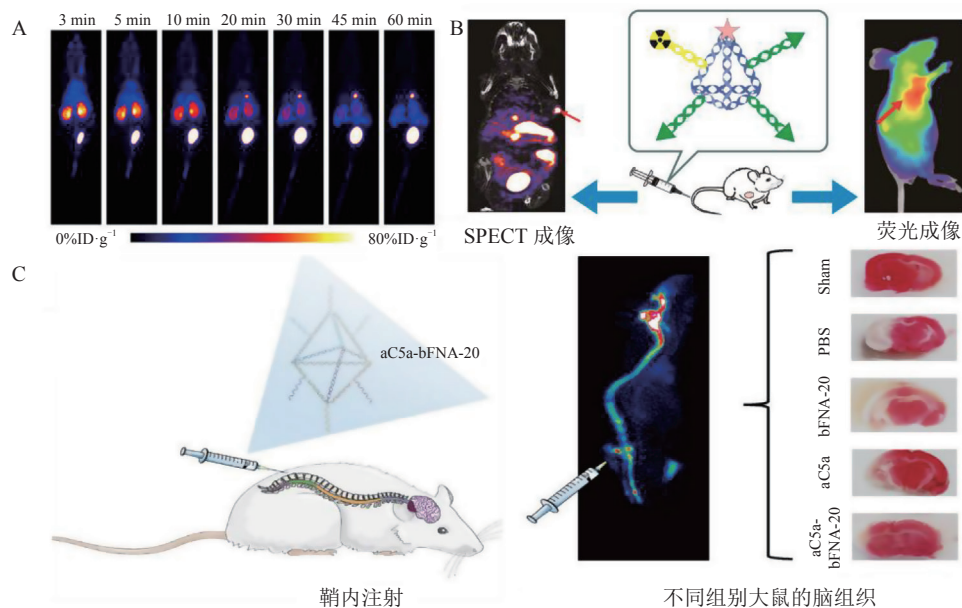 A
3 min 5 min 10 min 20 min 30 min 45 min 60 min
0%ID·g⁻¹ 80%ID·g⁻¹
B
SPECT 成像
荧光成像
C
aC5a-bFNA-20
鞘内注射
Sham
PBS
bFNA-20
aC5a
aC5a-
bFNA-20
不同组别大鼠的脑组织